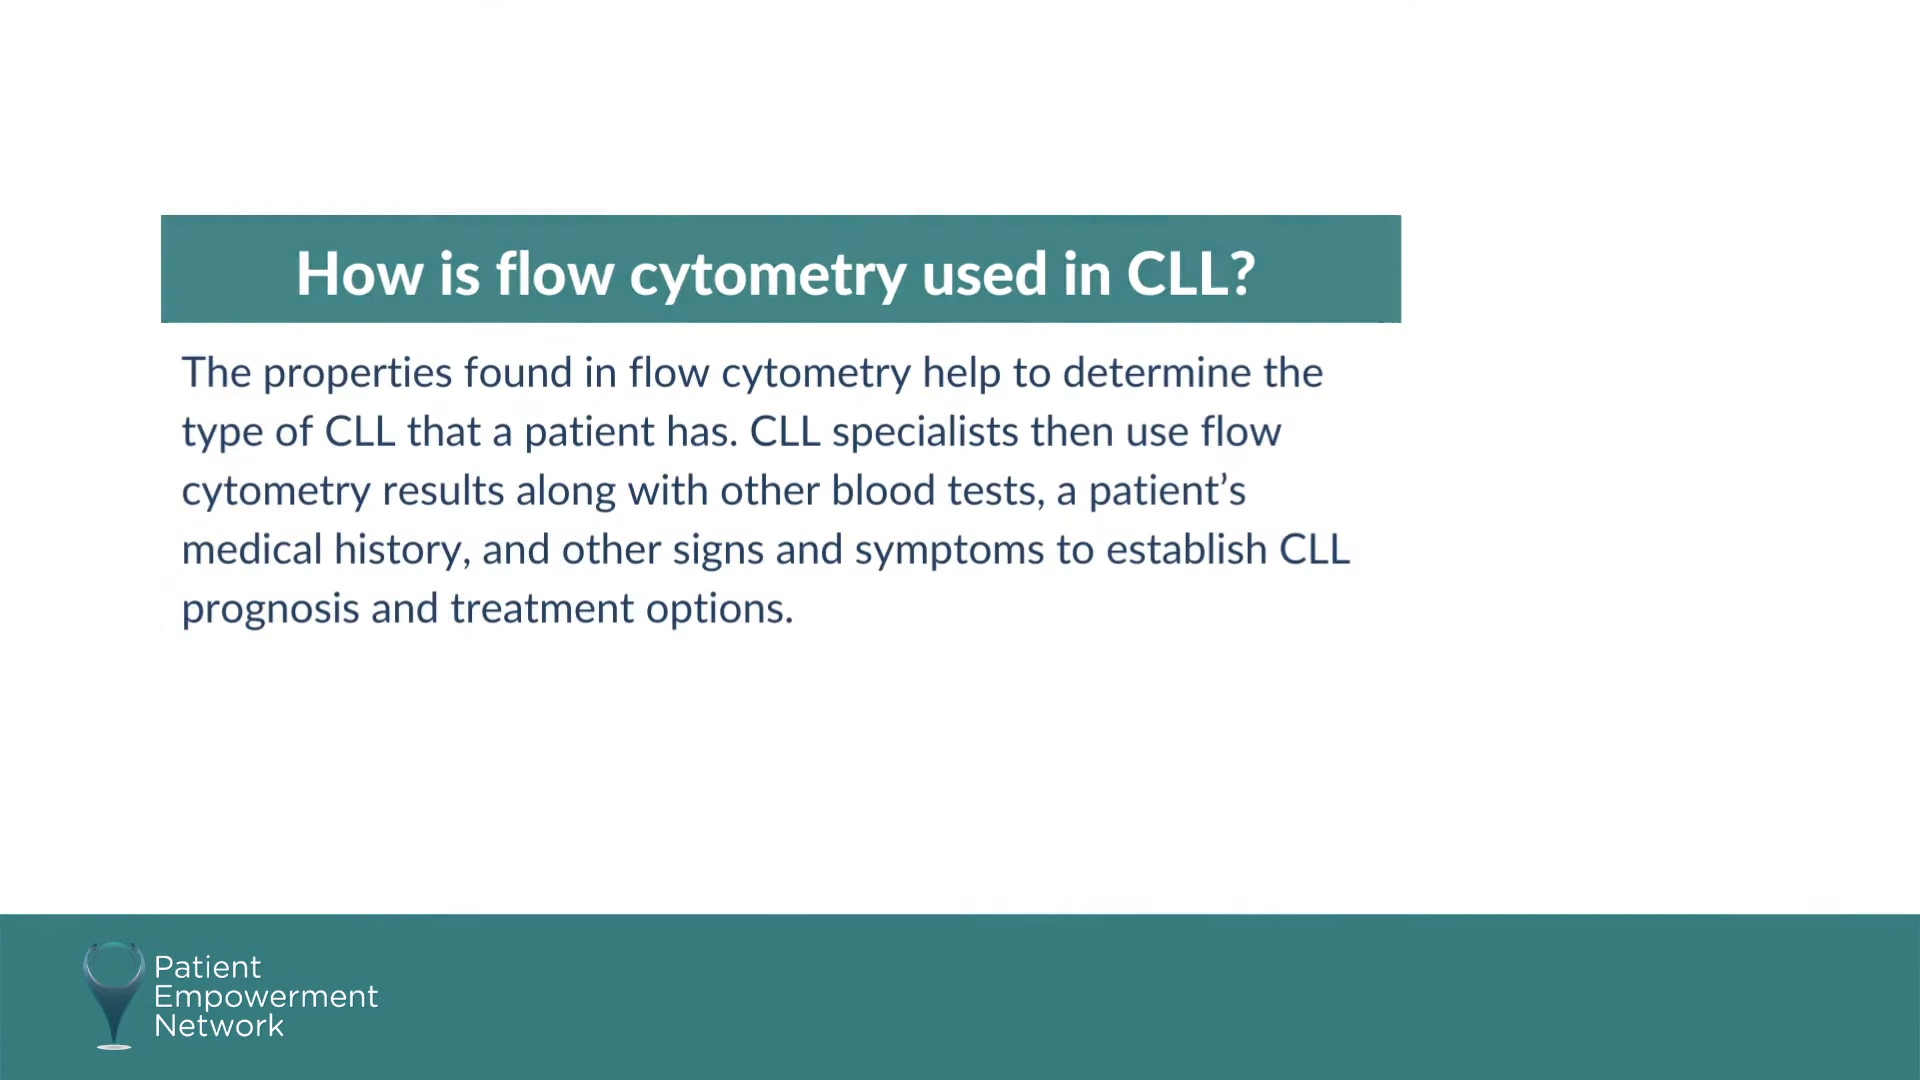 How is flow cytometry used in CLL?
The properties found in flow cytometry help to determine the
type of CLL that a patient has. CLL specialists then use flow
cytometry results along with other blood tests, a patient’s
medical history, and other signs and symptoms to establish CLL
prognosis and treatment options.
Patient
Empowerment
Network